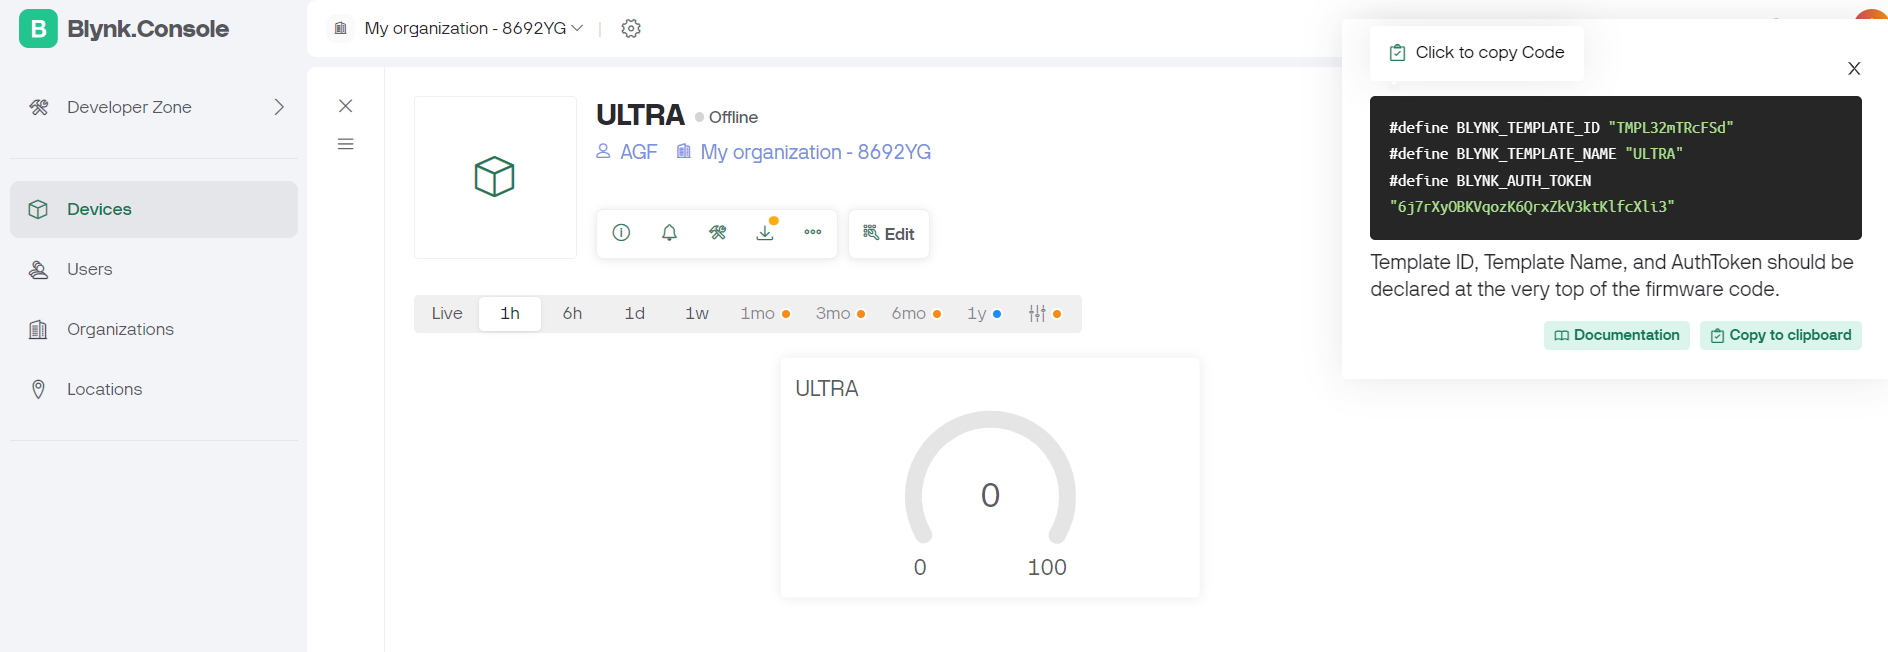 B Blynk.Console
My organization - 8692YG
Developer Zone
Devices
Users
Organizations
Locations
ULTRA Offline
AGF My organization - 8692YG
Edit
Live 1h 6h 1d 1w 1mo 3mo 6mo 1y
ULTRA
0
0 100
Click to copy Code
X
#define BLYNK_TEMPLATE_ID "TMPL32mTRcFSd"
#define BLYNK_TEMPLATE_NAME "ULTRA"
#define BLYNK_AUTH_TOKEN
"6j7rXyOBKVqozK6QrxZkV3ktKlfcXli3"
Template ID, Template Name, and AuthToken should be
declared at the very top of the firmware code.
Documentation Copy to clipboard